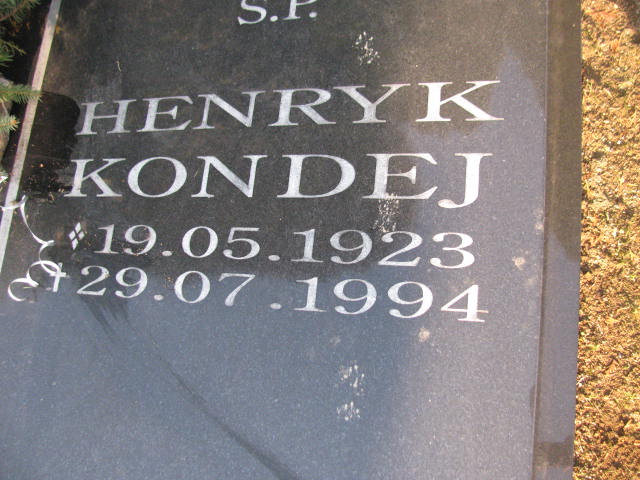 S.P.
HENRYK
KONDEJ
19.05.1923
+29.07.1994